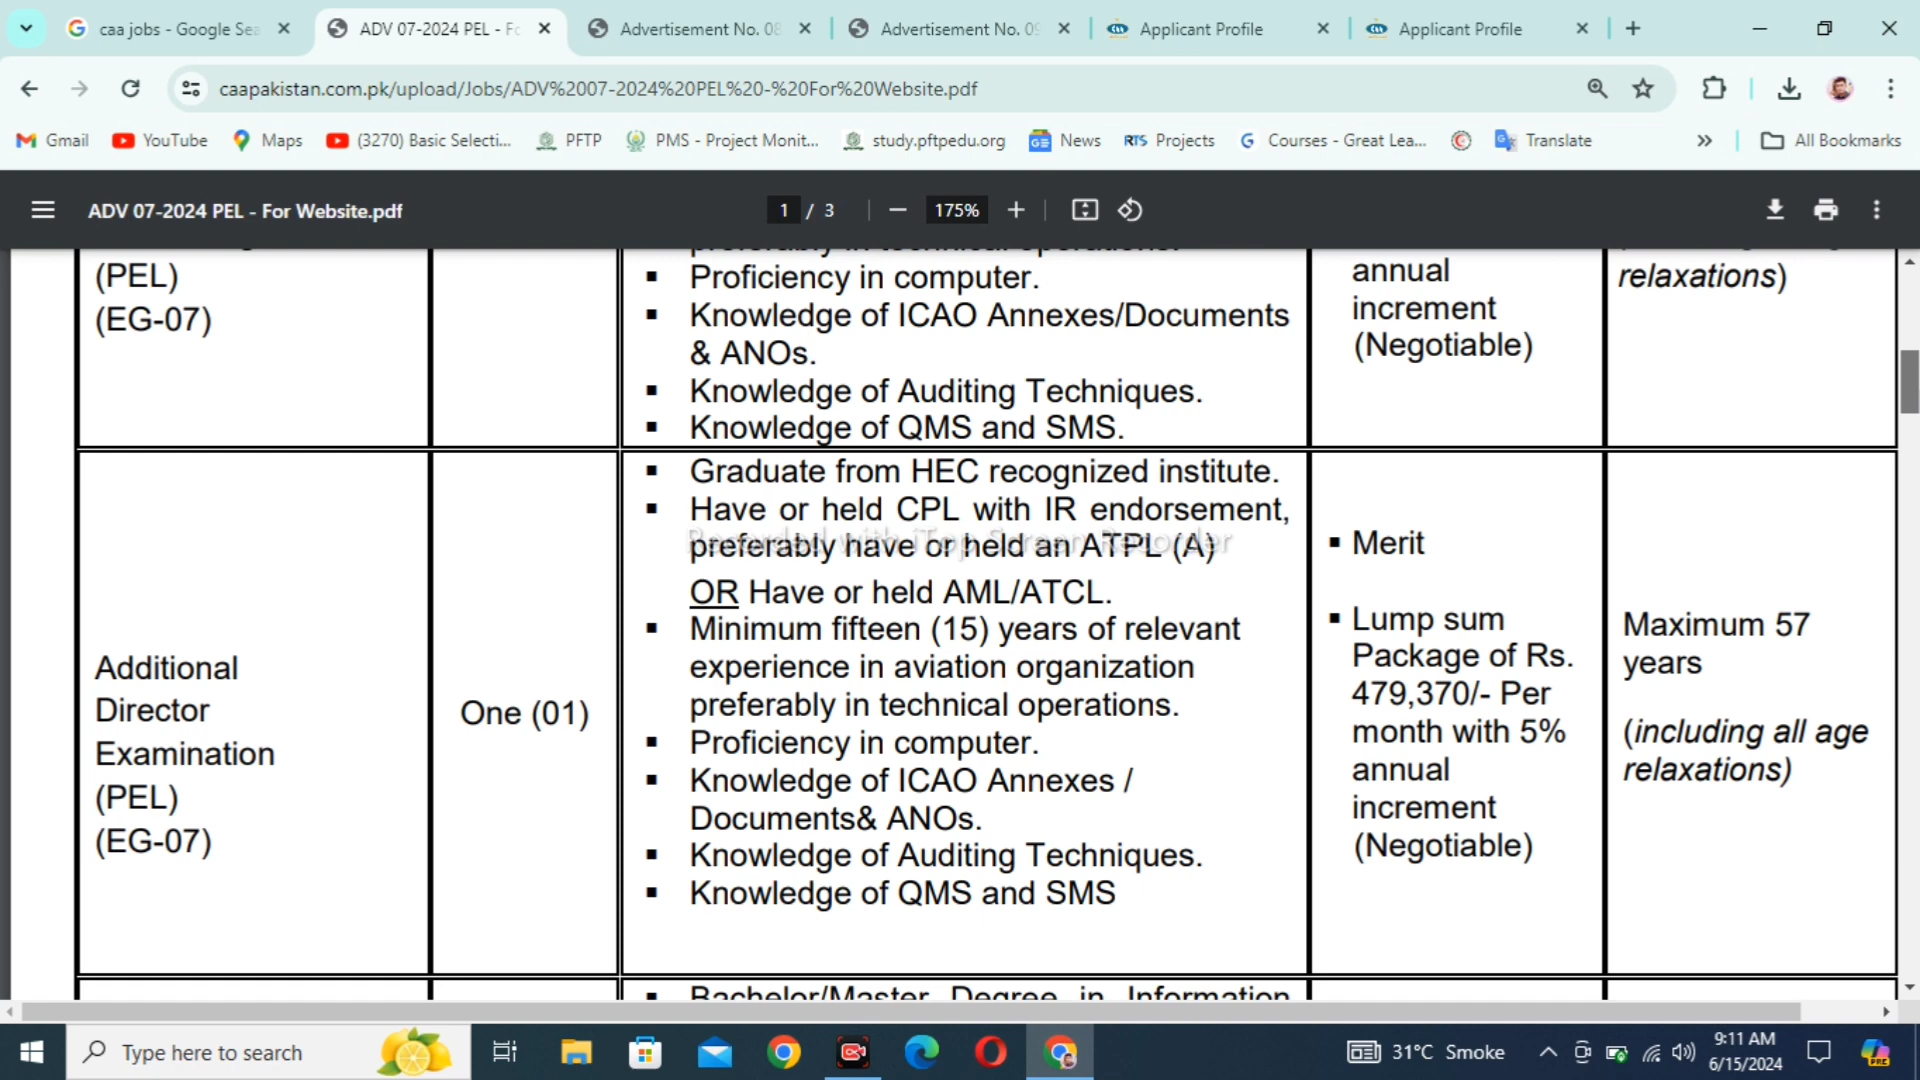 caa jobs - Google Sea
ADV 07-2024 PEL - Fo
Advertisement No. 08
Advertisement No. 09
Applicant Profile
Applicant Profile
caapakistan.com.pk/upload/Jobs/ADV%2007-2024%20PEL%20-%20For%20Website.pdf
Gmail
YouTube
Maps
(3270) Basic Selecti...
PFTP
PMS - Project Monit...
study.pftpedu.org
News
RTS Projects
Courses - Great Lea...
Translate
All Bookmarks
ADV 07-2024 PEL - For Website.pdf
1 / 3
175%
(PEL)
(EG-07)
preferably in technical operations.
Proficiency in computer.
Knowledge of ICAO Annexes/Documents
& ANOs.
Knowledge of Auditing Techniques.
Knowledge of QMS and SMS.
annual
increment
(Negotiable)
relaxations)
Additional
Director
Examination
(PEL)
(EG-07)
One (01)
Graduate from HEC recognized institute.
Have or held CPL with IR endorsement,
preferably have or held an ATPL (A)
Recorded with iTop Screen Recorder
OR Have or held AML/ATCL.
Minimum fifteen (15) years of relevant
experience in aviation organization
preferably in technical operations.
Proficiency in computer.
Knowledge of ICAO Annexes /
Documents& ANOs.
Knowledge of Auditing Techniques.
Knowledge of QMS and SMS
Merit
Lump sum
Package of Rs.
479,370/- Per
month with 5%
annual
increment
(Negotiable)
Maximum 57
years
(including all age
relaxations)
Bachelor/Master Degree in Information
Type here to search
31°C Smoke
9:11 AM
6/15/2024